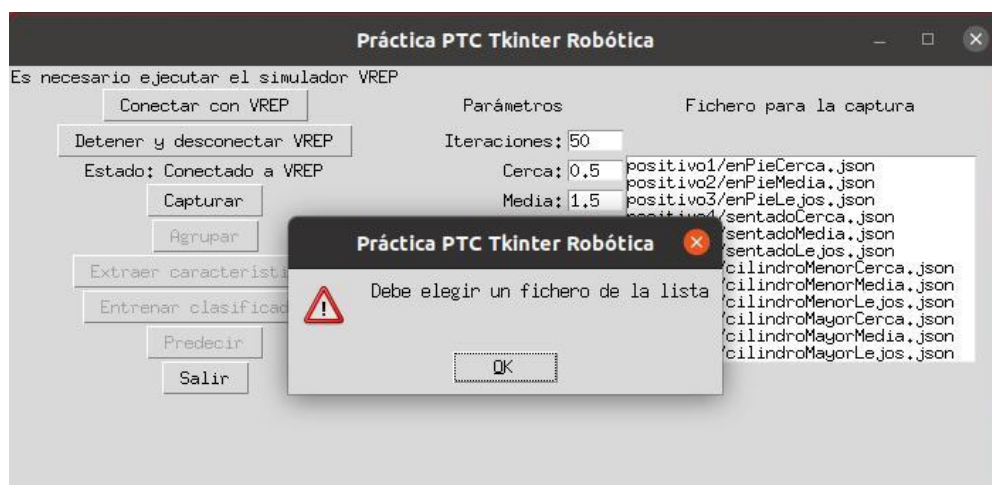 Práctica PTC Tkinter Robótica
Es necesario ejecutar el simulador VREP
Conectar con VREP
Detener y desconectar VREP
Estado: Conectado a VREP
Capturar
Agrupar
Extraer característi
Entrenar clasificad
Predecir
Salir
Parámetros
Iteraciones: 50
Cerca: 0.5
Media: 1.5
Fichero para la captura
positivo1/enPieCerca.json
positivo2/enPieMedia.json
positivo3/enPieLejos.json
positivo4/sentadoCerca.json
/sentadoMedia.json
/sentadoLejos.json
/cilindroMenorCerca.json
/cilindroMenorMedia.json
/cilindroMenorLejos.json
/cilindroMayorCerca.json
/cilindroMayorMedia.json
/cilindroMayorLejos.json
Práctica PTC Tkinter Robótica
Debe elegir un fichero de la lista
OK